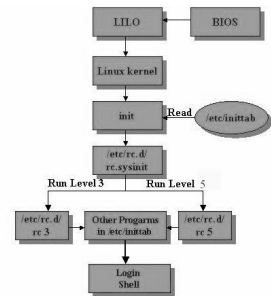 LILO
BIOS
Linux kernel
init
Read
/etc/inittab
/etc/rc.d/
rc.sysinit
Run Level 3
Run Level 5
/etc/rc.d/
rc 3
Other Progarms
in /etc/inittab
/etc/rc.d/
rc 5
Login
Shell